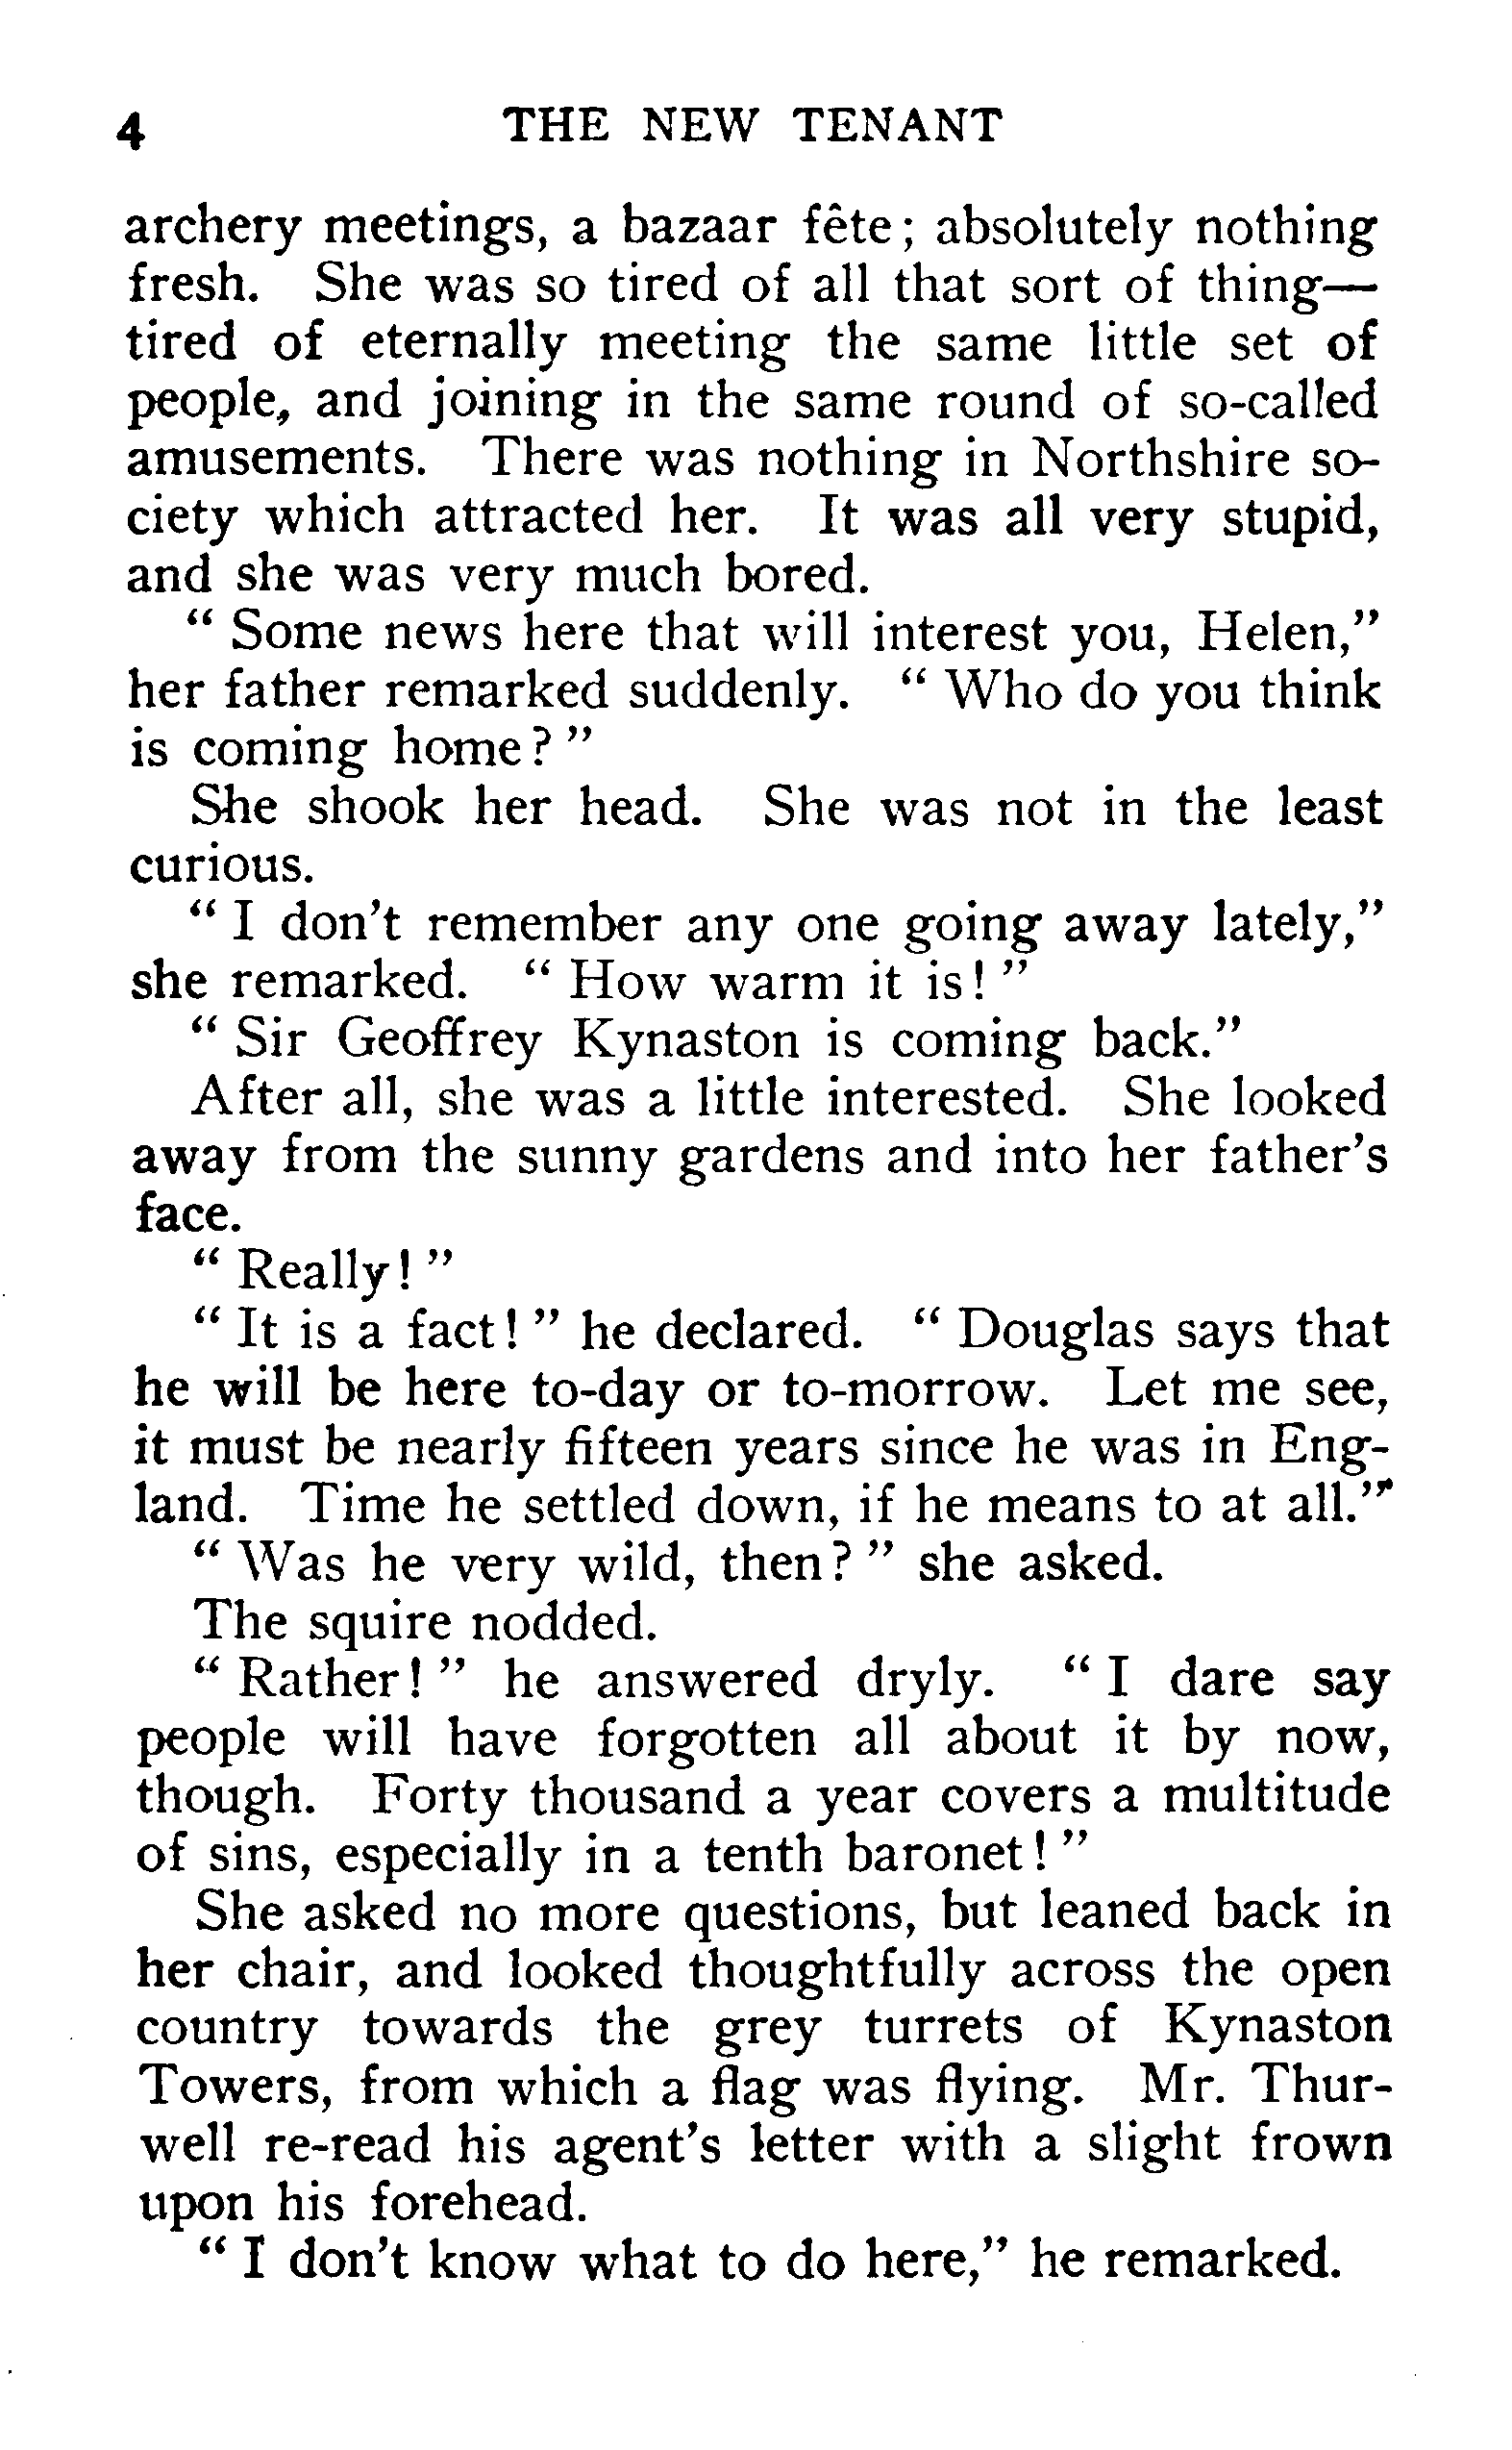 4 THE NEW TENANT
archery meetings, a bazaar fête; absolutely nothing
fresh. She was so tired of all that sort of thing—
tired of eternally meeting the same little set of
people, and joining in the same round of so-called
amusements. There was nothing in Northshire so-
ciety which attracted her. It was all very stupid,
and she was very much bored.
“ Some news here that will interest you, Helen,”
her father remarked suddenly. “ Who do you think
is coming home? ”
She shook her head. She was not in the least
curious.
“ I don't remember any one going away lately,”
she remarked. “ How warm it is! ”
“ Sir Geoffrey Kynaston is coming back.”
After all, she was a little interested. She looked
away from the sunny gardens and into her father's
face.
“ Really! ”
“ It is a fact! ” he declared. “ Douglas says that
he will be here to-day or to-morrow. Let me see,
it must be nearly fifteen years since he was in Eng-
land. Time he settled down, if he means to at all.”
“ Was he very wild, then? ” she asked.
The squire nodded.
“ Rather! ” he answered dryly. “ I dare say
people will have forgotten all about it by now,
though. Forty thousand a year covers a multitude
of sins, especially in a tenth baronet! ”
She asked no more questions, but leaned back in
her chair, and looked thoughtfully across the open
country towards the grey turrets of Kynaston
Towers, from which a flag was flying. Mr. Thur-
well re-read his agent's letter with a slight frown
upon his forehead.
“ I don't know what to do here,” he remarked.